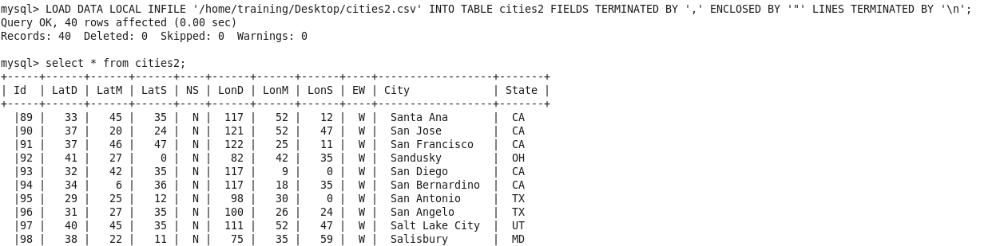 mysql> LOAD DATA LOCAL INFILE '/home/training/Desktop/cities2.csv' INTO TABLE cities2 FIELDS TERMINATED BY ',' ENCLOSED BY '"' LINES TERMINATED BY '\n';
Query OK, 40 rows affected (0.00 sec)
Records: 40  Deleted: 0  Skipped: 0  Warnings: 0

mysql> select * from cities2;
+-----+------+------+------+----+------+------+------+----+------------------+-------+
| Id  | LatD | LatM | LatS | NS | LonD | LonM | LonS | EW | City             | State |
+-----+------+------+------+----+------+------+------+----+------------------+-------+
  |89 |   33 |   45 |   35 |  N |  117 |   52 |   12 |  W |  Santa Ana       |  CA
  |90 |   37 |   20 |   24 |  N |  121 |   52 |   47 |  W |  San Jose        |  CA
  |91 |   37 |   46 |   47 |  N |  122 |   25 |   11 |  W |  San Francisco   |  CA
  |92 |   41 |   27 |    0 |  N |   82 |   42 |   35 |  W |  Sandusky        |  OH
  |93 |   32 |   42 |   35 |  N |  117 |    9 |    0 |  W |  San Diego       |  CA
  |94 |   34 |    6 |   36 |  N |  117 |   18 |   35 |  W |  San Bernardino  |  CA
  |95 |   29 |   25 |   12 |  N |   98 |   30 |    0 |  W |  San Antonio     |  TX
  |96 |   31 |   27 |   35 |  N |  100 |   26 |   24 |  W |  San Angelo      |  TX
  |97 |   40 |   45 |   35 |  N |  111 |   52 |   47 |  W |  Salt Lake City  |  UT
  |98 |   38 |   22 |   11 |  N |   75 |   35 |   59 |  W |  Salisbury       |  MD